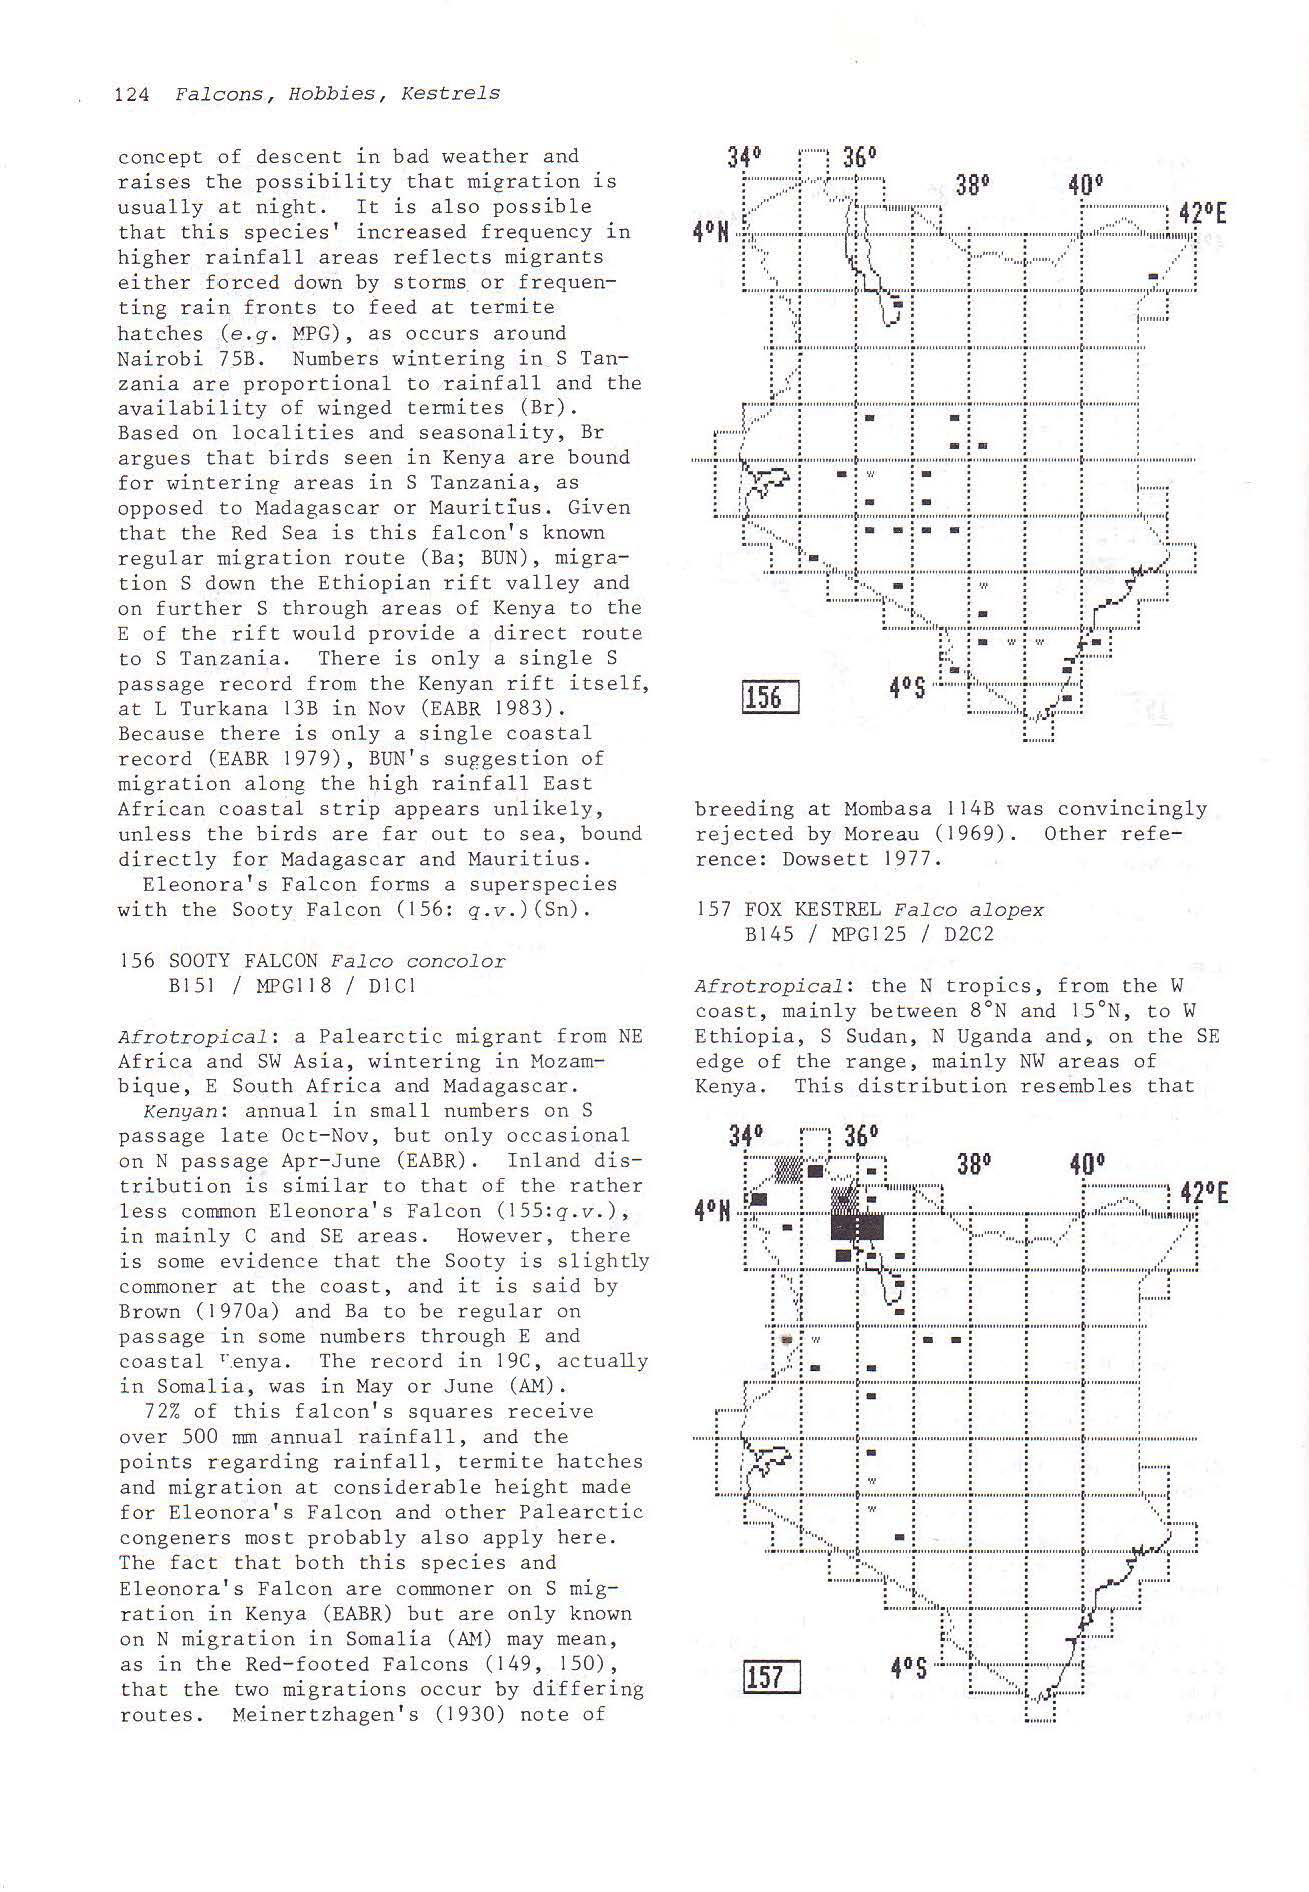 124 Falcons, Hobbies, Kestrels
concept of descent in bad weather and
raises the possibility that migration is
usually at night. It is also possible
that this species' increased frequency in
higher rainfall areas reflects migrants
either forced down by storms or frequen-
ting rain fronts to feed at termite
hatches (e.g. MPG), as occurs around
Nairobi 75B. Numbers wintering in S Tan-
zania are proportional to rainfall and the
availability of winged termites (Br).
Based on localities and seasonality, Br
argues that birds seen in Kenya are bound
for wintering areas in S Tanzania, as
opposed to Madagascar or Mauritius. Given
that the Red Sea is this falcon's known
regular migration route (Ba; BUN), migra-
tion S down the Ethiopian rift valley and
on further S through areas of Kenya to the
E of the rift would provide a direct route
to S Tanzania. There is only a single S
passage record from the Kenyan rift itself,
at L Turkana 13B in Nov (EABR 1983).
Because there is only a single coastal
record (EABR 1979), BUN's suggestion of
migration along the high rainfall East
African coastal strip appears unlikely,
unless the birds are far out to sea, bound
directly for Madagascar and Mauritius.
Eleonora's Falcon forms a superspecies
with the Sooty Falcon (156: q.v.)(Sn).
156 SOOTY FALCON Falco concolor
B151 / MPG118 / D1C1
Afrotropical: a Palearctic migrant from NE
Africa and SW Asia, wintering in Mozam-
bique, E South Africa and Madagascar.
Kenyan: annual in small numbers on S
passage late Oct-Nov, but only occasional
on N passage Apr-June (EABR). Inland dis-
tribution is similar to that of the rather
less common Eleonora's Falcon (155:q.v.),
in mainly C and SE areas. However, there
is some evidence that the Sooty is slightly
commoner at the coast, and it is said by
Brown (1970a) and Ba to be regular on
passage in some numbers through E and
coastal Kenya. The record in 19C, actually
in Somalia, was in May or June (AM).
72% of this falcon's squares receive
over 500 mm annual rainfall, and the
points regarding rainfall, termite hatches
and migration at considerable height made
for Eleonora's Falcon and other Palearctic
congeners most probably also apply here.
The fact that both this species and
Eleonora's Falcon are commoner on S mig-
ration in Kenya (EABR) but are only known
on N migration in Somalia (AM) may mean,
as in the Red-footed Falcons (149, 150),
that the two migrations occur by differing
routes. Meinertzhagen's (1930) note of
34° 36°
38° 40°
42°E
4°N
4°S
156
breeding at Mombasa 114B was convincingly
rejected by Moreau (1969). Other refe-
rence: Dowsett 1977.
157 FOX KESTREL Falco alopex
B145 / MPG125 / D2C2
Afrotropical: the N tropics, from the W
coast, mainly between 8°N and 15°N, to W
Ethiopia, S Sudan, N Uganda and, on the SE
edge of the range, mainly NW areas of
Kenya. This distribution resembles that
34° 36°
38° 40°
42°E
4°N
4°S
157